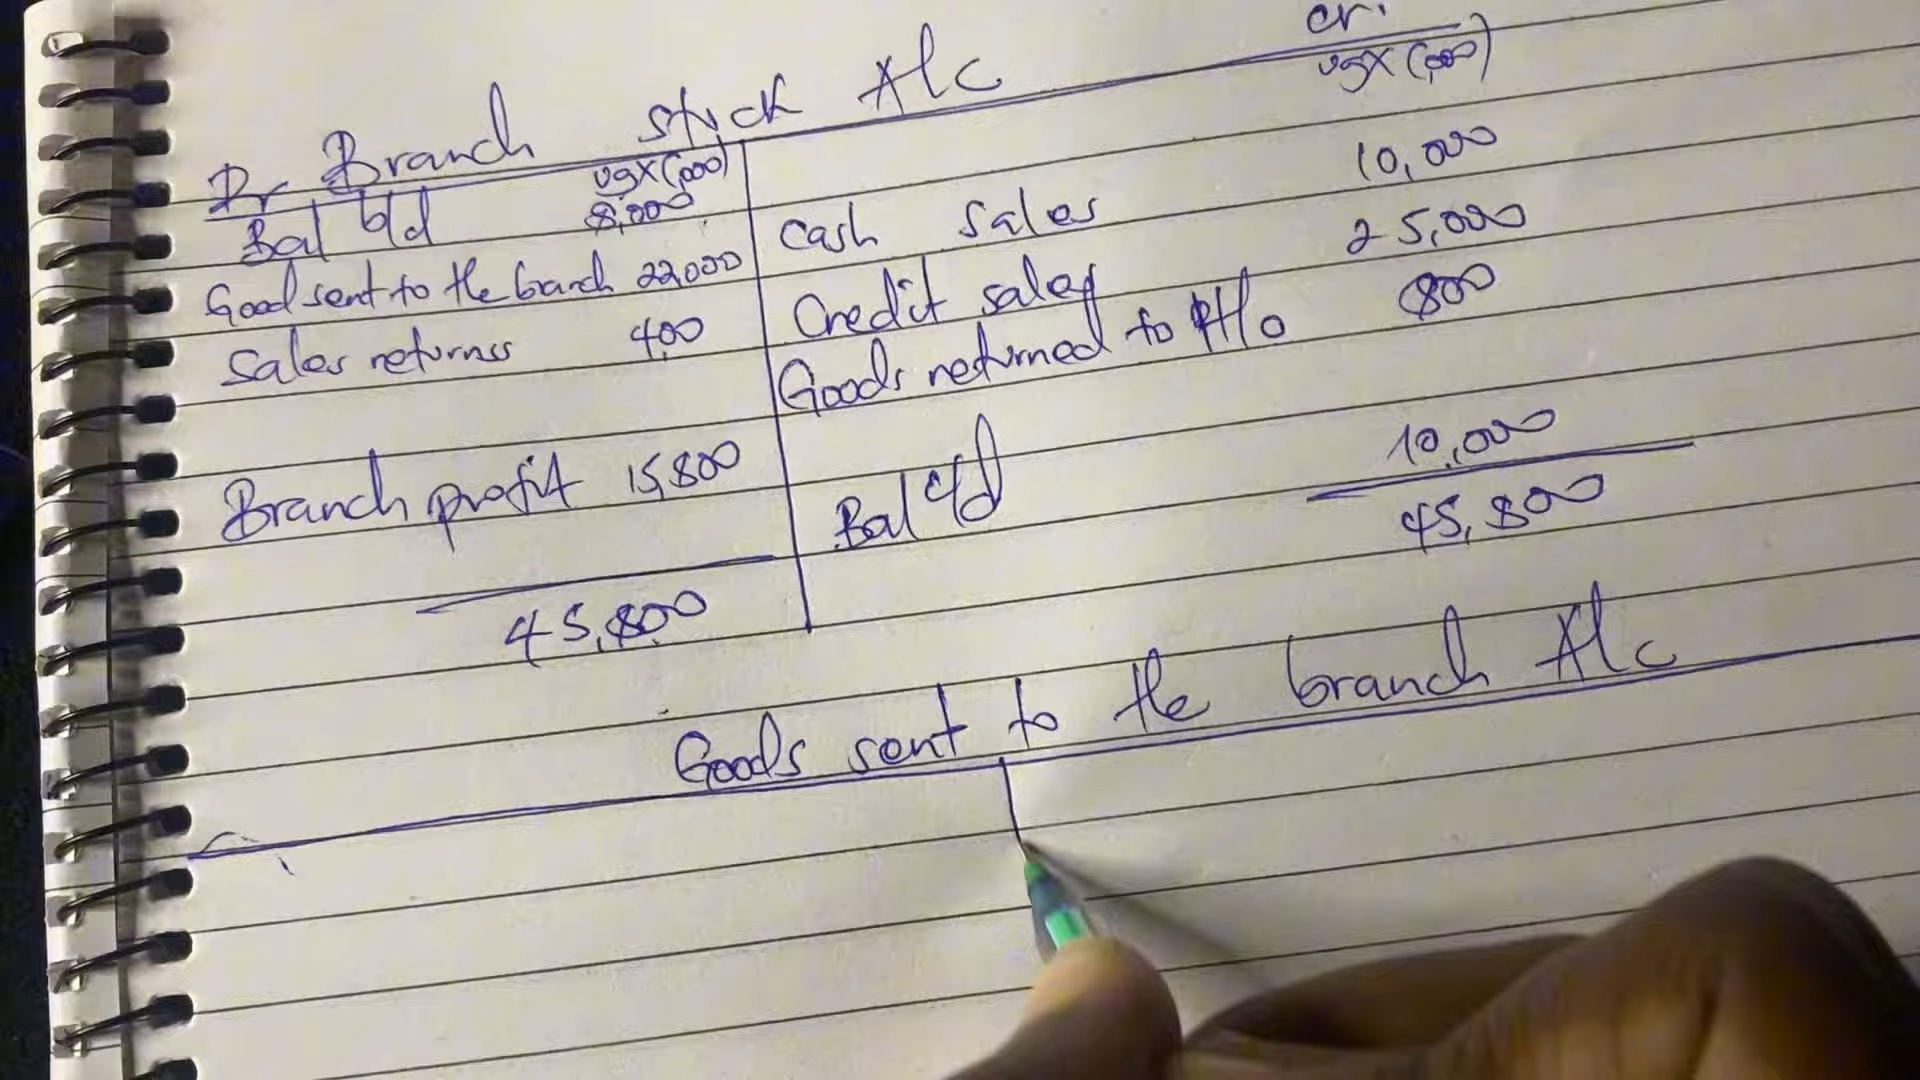 Dr Branch stock A/c cr.
ugx (,000) ugx (,000)
Bal b/d 8,000 Cash sales 10,000
Good sent to the branch 22,000 Credit sales 25,000
Sales returns 400 Goods returned to H/o 800
Branch profit 15,800 Bal c/d 10,000
45,800 45,800
Goods sent to the branch A/c